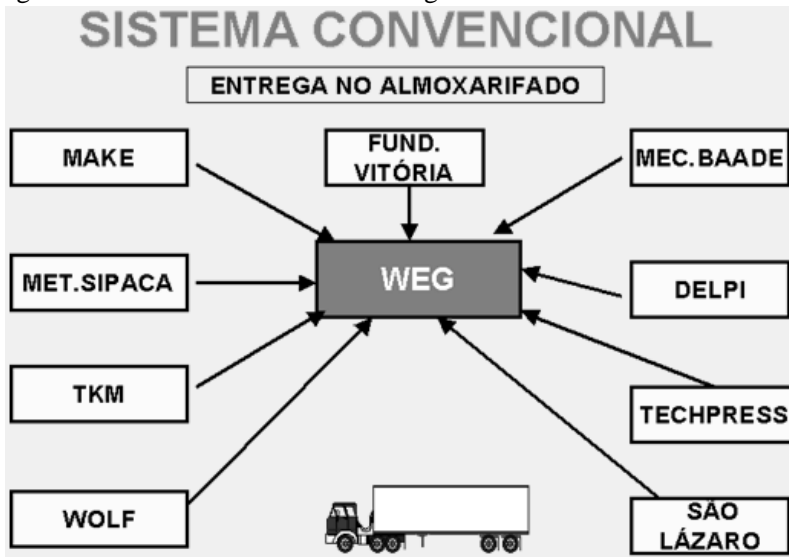 SISTEMA CONVENCIONAL
ENTREGA NO ALMOXARIFADO
MAKE
FUND.
VITÓRIA
MEC.BAADE
MET.SIPACA
WEG
DELPI
TKM
TECHPRESS
WOLF
SÃO
LÁZARO